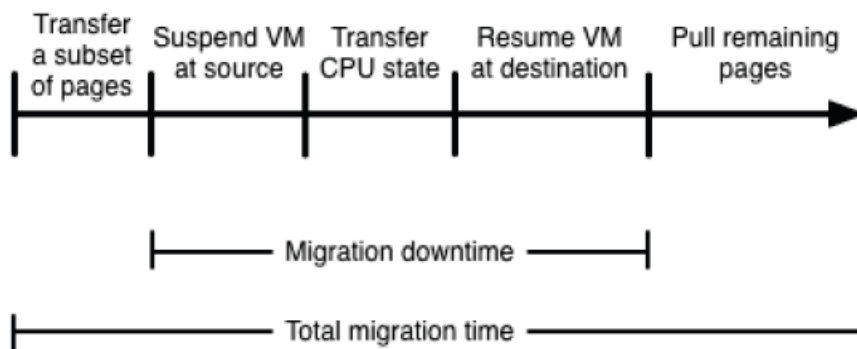 Transfer
a subset
of pages
Suspend VM
at source
Transfer
CPU state
Resume VM
at destination
Pull remaining
pages
Migration downtime
Total migration time